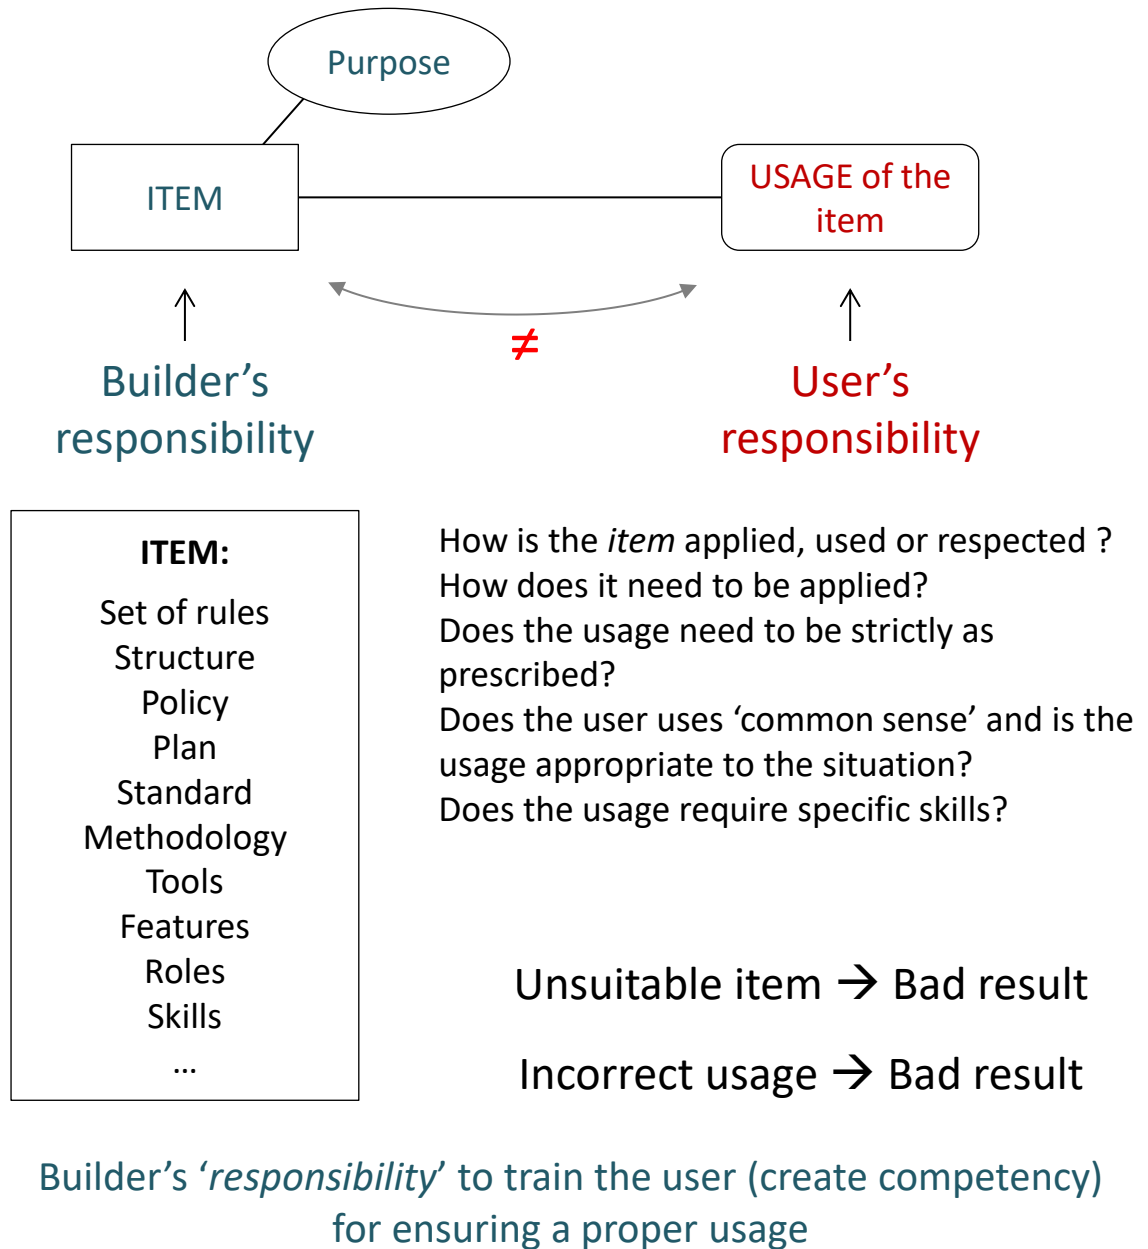 Purpose
ITEM
USAGE of the
item
≠
Builder’s
responsibility
User’s
responsibility
ITEM:
Set of rules
Structure
Policy
Plan
Standard
Methodology
Tools
Features
Roles
Skills
...
How is the item applied, used or respected ?
How does it need to be applied?
Does the usage need to be strictly as
prescribed?
Does the user uses ‘common sense’ and is the
usage appropriate to the situation?
Does the usage require specific skills?
Unsuitable item → Bad result
Incorrect usage → Bad result
Builder’s ‘responsibility’ to train the user (create competency)
for ensuring a proper usage